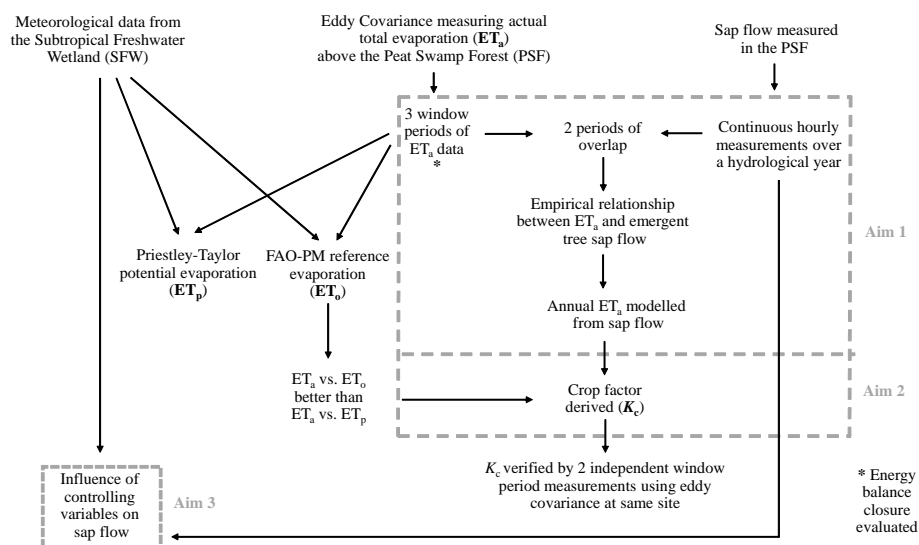 Meteorological data from
the Subtropical Freshwater
Wetland (SFW)
Eddy Covariance measuring actual
total evaporation (ETa)
above the Peat Swamp Forest (PSF)
Sap flow measured
in the PSF
3 window
periods of
ETa data
*
2 periods of
overlap
Continuous hourly
measurements over
a hydrological year
Empirical relationship
between ETa and emergent
tree sap flow
Aim 1
Priestley-Taylor
potential evaporation
(ETp)
FAO-PM reference
evaporation
(ETo)
Annual ETa modelled
from sap flow
ETa vs. ETo
better than
ETa vs. ETp
Crop factor
derived (Kc)
Aim 2
Kc verified by 2 independent window
period measurements using eddy
covariance at same site
Influence of
controlling
variables on
sap flow
Aim 3
* Energy
balance
closure
evaluated